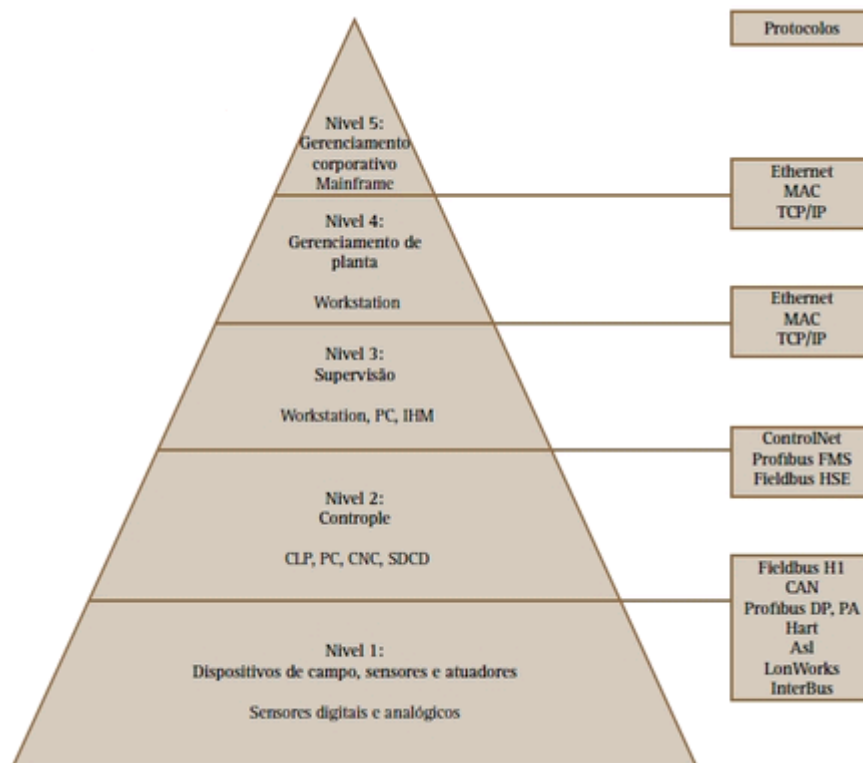 Protocolos
Nivel 5:
Gerenciamento
corporativo
Mainframe
Ethernet
MAC
TCP/IP
Nivel 4:
Gerenciamento de
planta
Workstation
Ethernet
MAC
TCP/IP
Nivel 3:
Supervisão
Workstation, PC, IHM
ControlNet
Profibus FMS
Fieldbus HSE
Nivel 2:
Controple
CLP, PC, CNC, SDCD
Fieldbus H1
CAN
Profibus DP, PA
Hart
AsI
LonWorks
InterBus
Nivel 1:
Dispositivos de campo, sensores e atuadores
Sensores digitais e analógicos